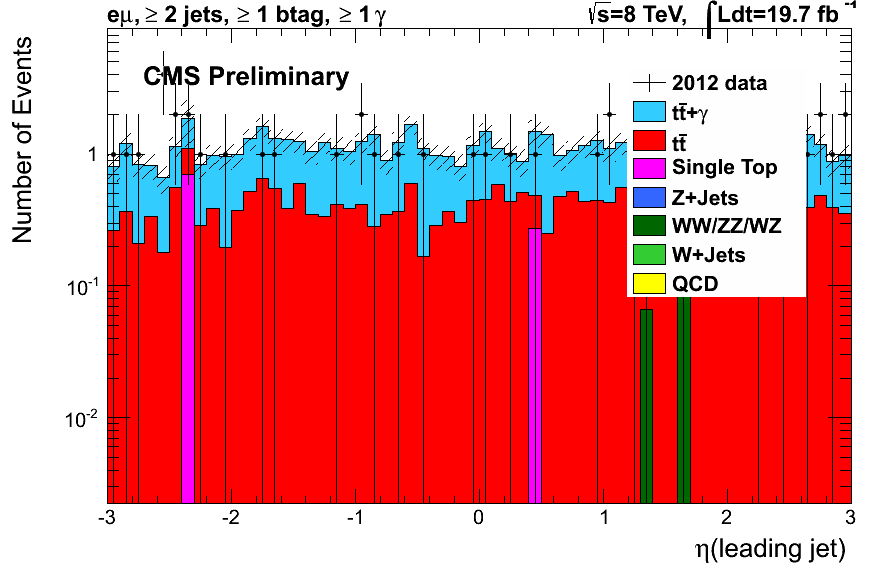 eμ, ≥ 2 jets, ≥ 1 btag, ≥ 1 γ
√s=8 TeV, ∫Ldt=19.7 fb⁻¹
CMS Preliminary
2012 data
tt̄+γ
tt̄
Single Top
Z+Jets
WW/ZZ/WZ
W+Jets
QCD
Number of Events
1
10⁻¹
10⁻²
-3 -2 -1 0 1 2 3
η(leading jet)